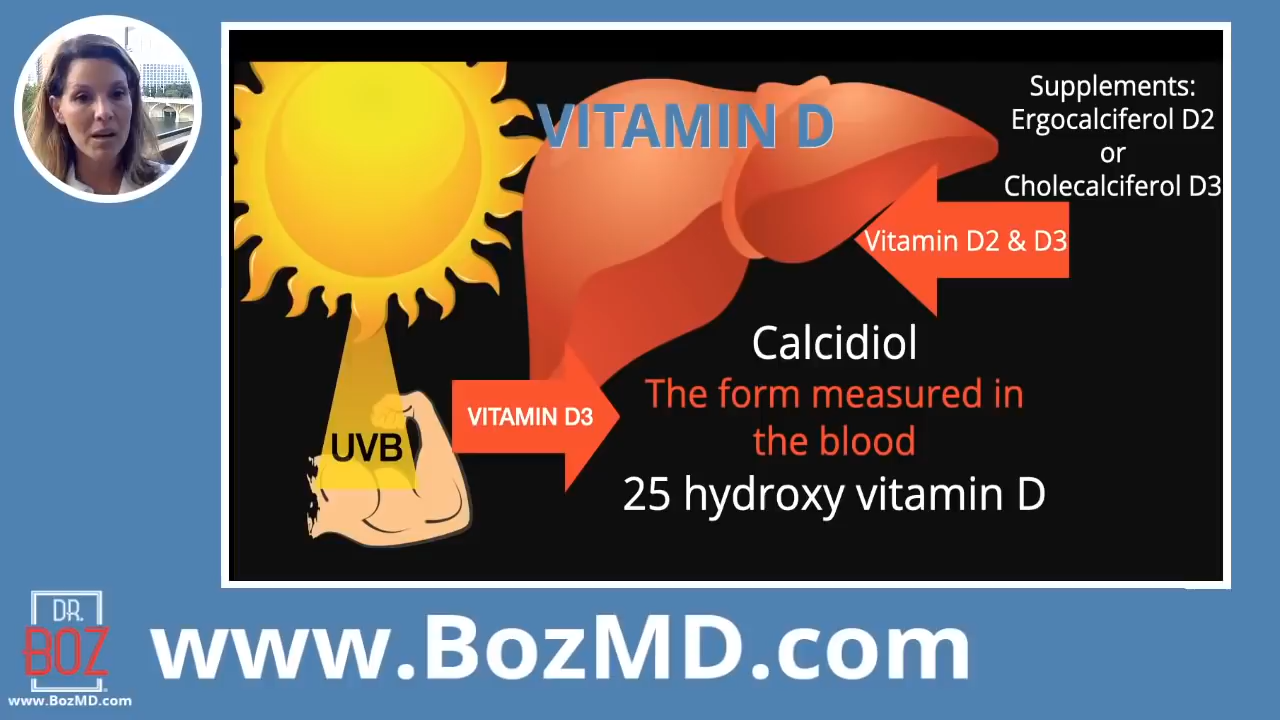 VITAMIN D
Supplements:
Ergocalciferol D2
or
Cholecalciferol D3
Vitamin D2 & D3
UVB
VITAMIN D3
Calcidiol
The form measured in
the blood
25 hydroxy vitamin D
DR.
BOZ
www.BozMD.com
www.BozMD.com